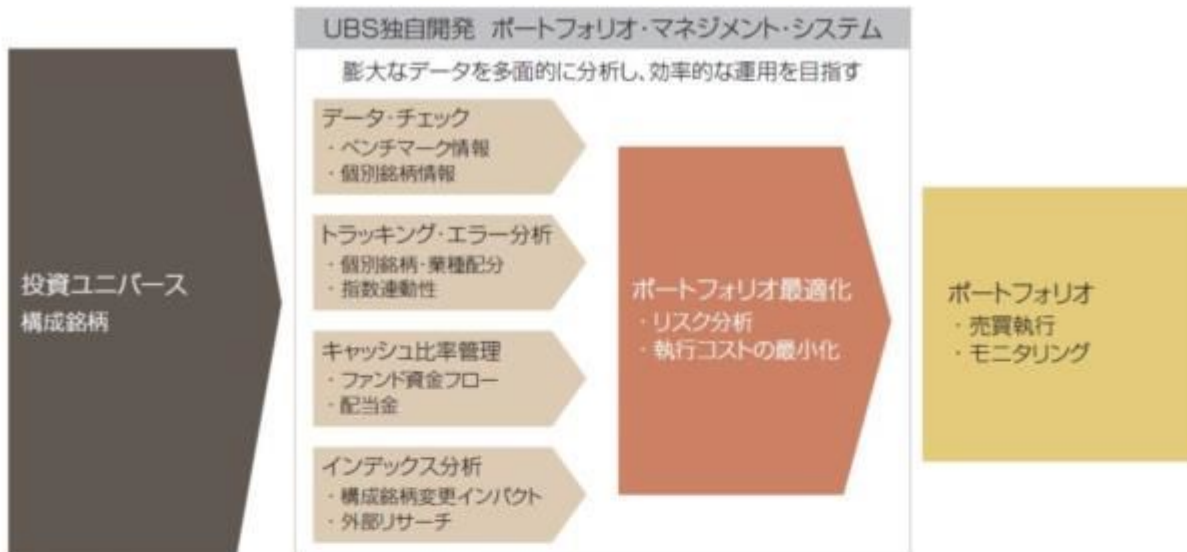 UBS独自開発 ポートフォリオ・マネジメント・システム
膨大なデータを多面的に分析し、効率的な運用を目指す
投資ユニバース
構成銘柄
データ・チェック
・ベンチマーク情報
・個別銘柄情報
トラッキング・エラー分析
・個別銘柄・業種配分
・指数連動性
キャッシュ比率管理
・ファンド資金フロー
・配当金
インデックス分析
・構成銘柄変更インパクト
・外部リサーチ
ポートフォリオ最適化
・リスク分析
・執行コストの最小化
ポートフォリオ
・売買執行
・モニタリング